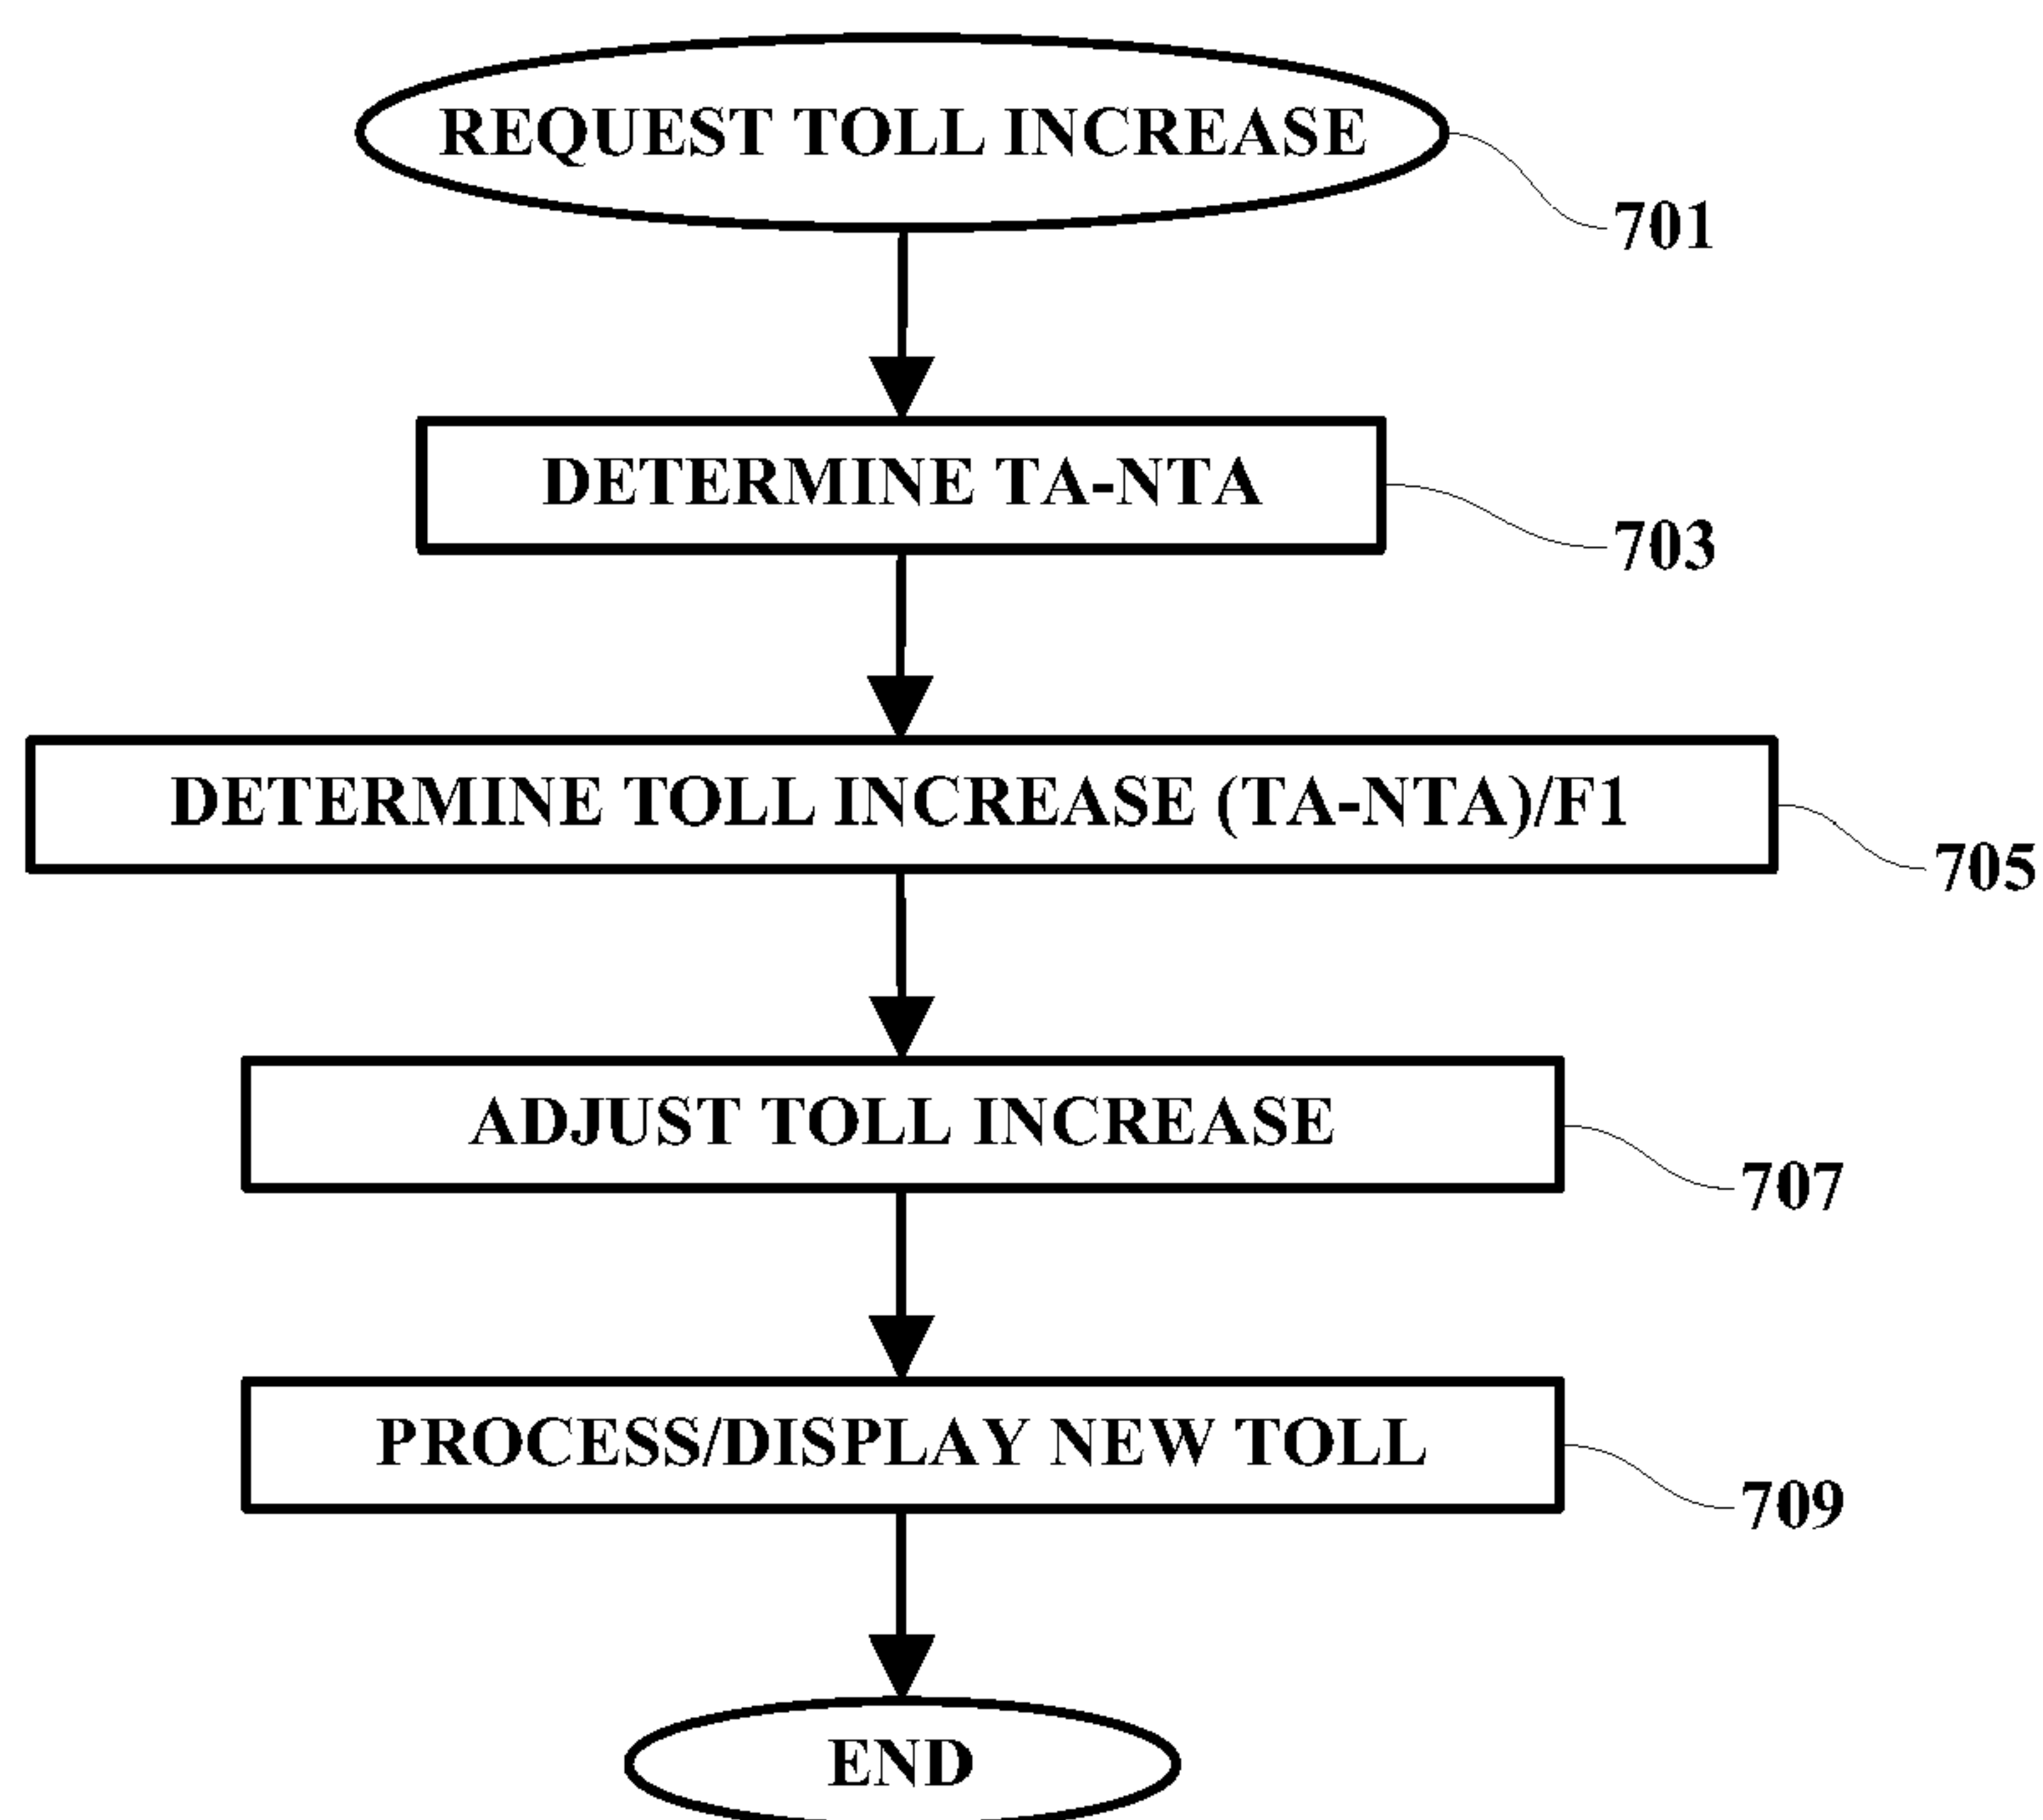 REQUEST TOLL INCREASE
701
DETERMINE TA-NTA
703
DETERMINE TOLL INCREASE (TA-NTA)/F1
705
ADJUST TOLL INCREASE
707
PROCESS/DISPLAY NEW TOLL
709
END